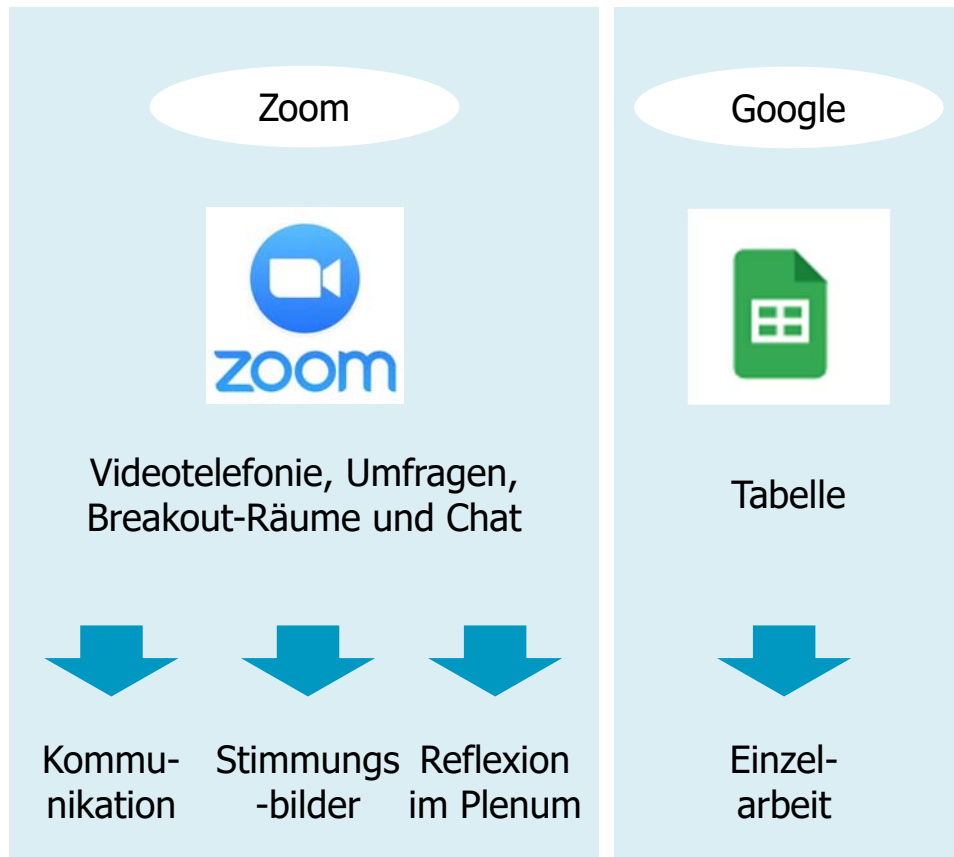 Zoom
Google
zoom
Videotelefonie, Umfragen,
Breakout-Räume und Chat
Tabelle
Kommu-
nikation
Stimmungs
-bilder
Reflexion
im Plenum
Einzel-
arbeit